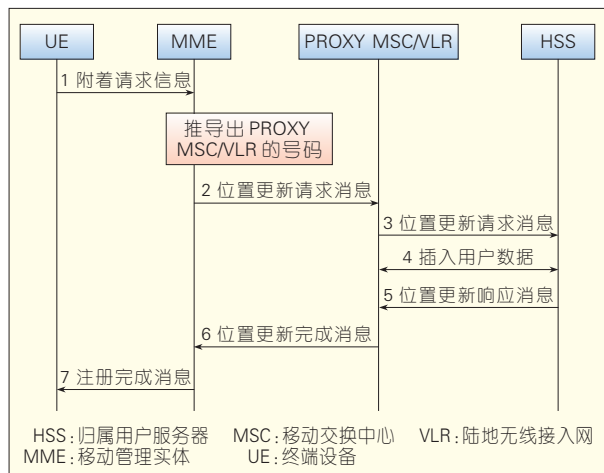 UE MME PROXY MSC/VLR HSS
1 附着请求信息
推导出 PROXY
MSC/VLR 的号码
2 位置更新请求消息
3 位置更新请求消息
4 插入用户数据
5 位置更新响应消息
6 位置更新完成消息
7 注册完成消息
HSS:归属用户服务器 MSC:移动交换中心 VLR:陆地无线接入网
MME:移动管理实体 UE:终端设备